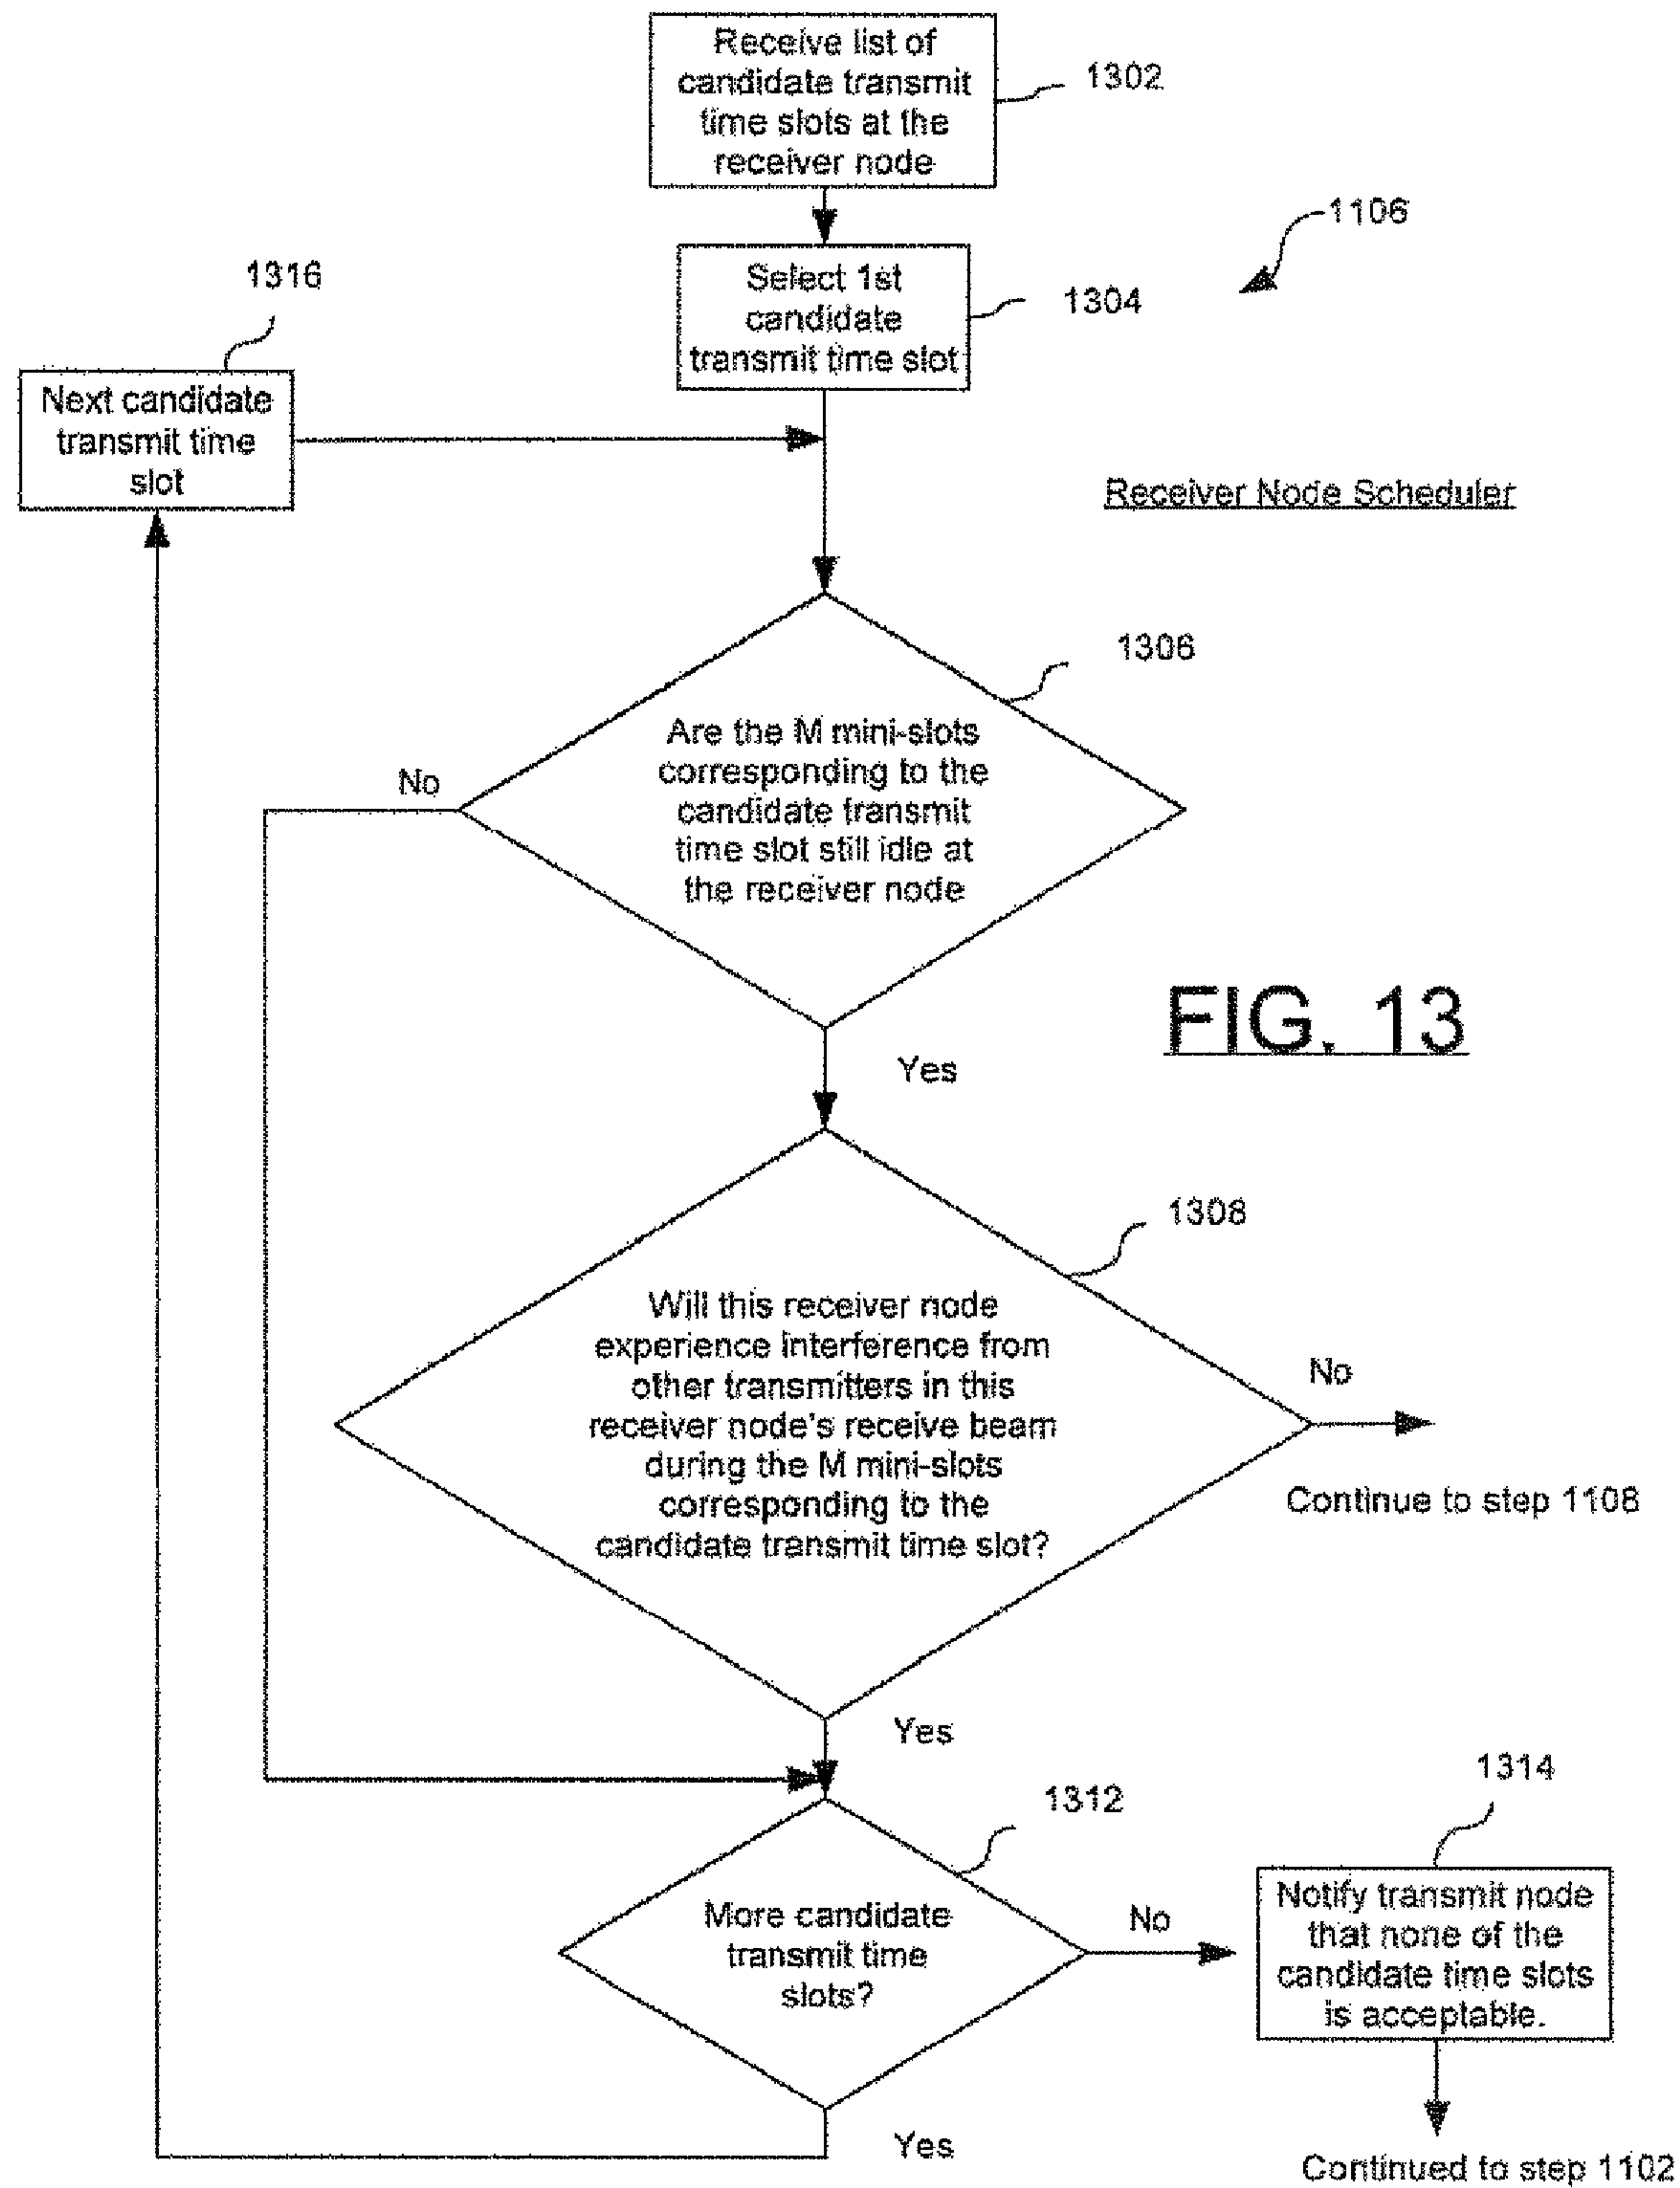 Receive list of
candidate transmit
time slots at the
receiver node
1302
1106
Select 1st
candidate
transmit time slot
1304
1316
Next candidate
transmit time
slot
Receiver Node Scheduler
1306
Are the M mini-slots
corresponding to the
candidate transmit
time slot still idle at
the receiver node
No
FIG. 13
Yes
1308
Will this receiver node
experience interference from
other transmitters in this
receiver node's receive beam
during the M mini-slots
corresponding to the
candidate transmit time slot?
No
Continue to step 1108
Yes
1312
1314
More candidate
transmit time
slots?
No
Notify transmit node
that none of the
candidate time slots
is acceptable.
Yes
Continued to step 1102